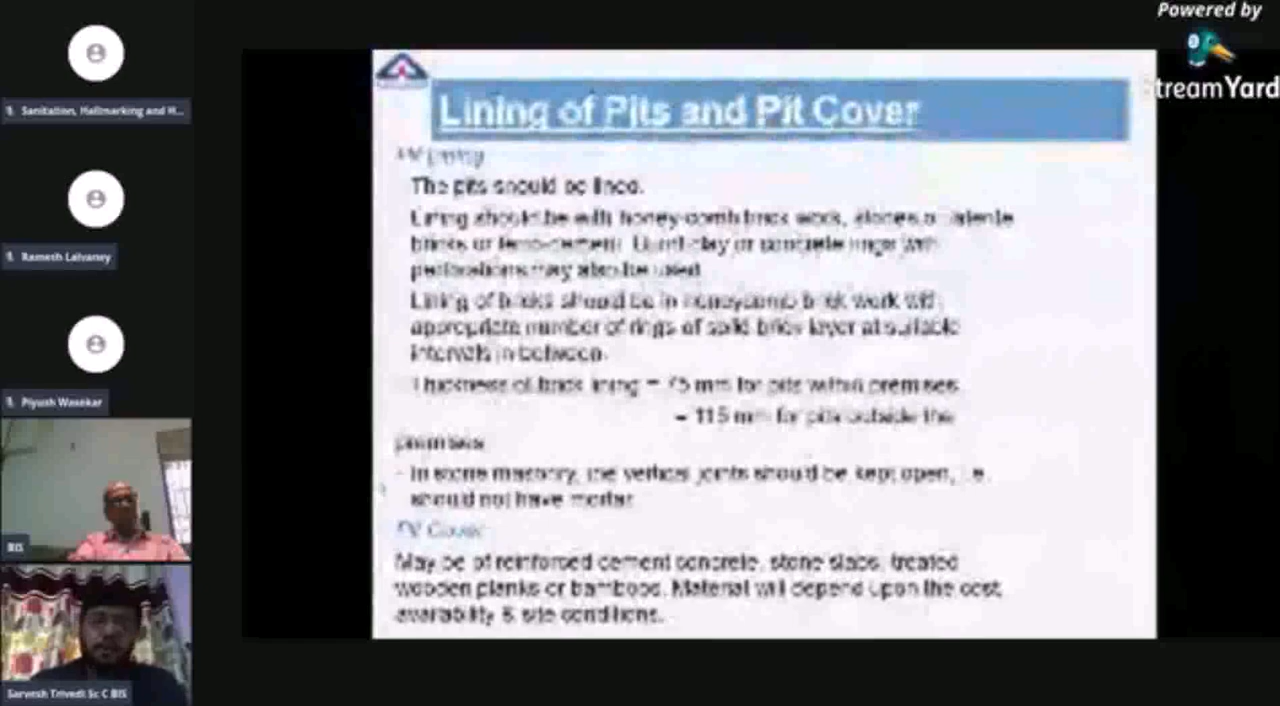 Powered by
StreamYard
Sanitation, Hallmarking and H...
Ramesh Lalvaney
Piyush Wasekar
BIS
Sarvesh Trivedi Sc C BIS
Lining of Pits and Pit Cover
Pit Lining
The pits should be lined.
Lining should be with honey-comb brick work, stones or laterite
bricks or ferro-cement. Burnt clay or concrete rings with
perforations may also be used
Lining of bricks should be in honeycomb brick work with
appropriate number of rings of solid brick layer at suitable
intervals in between.
Thickness of brick lining = 75 mm for pits within premises
= 115 mm for pits outside the
premises
- In stone masonry, the vertical joints should be kept open, i.e.
should not have mortar
Pit Cover
May be of reinforced cement concrete, stone slabs, treated
wooden planks or bamboos. Material will depend upon the cost,
availability & site conditions.